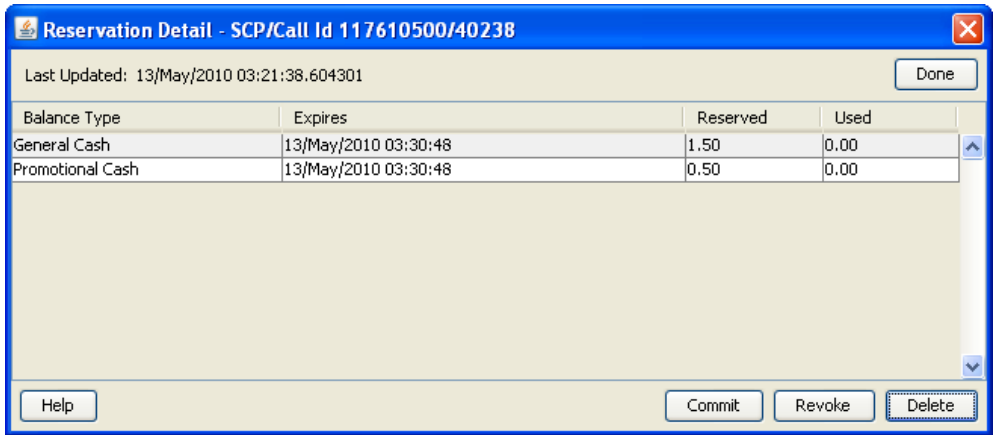 Reservation Detail - SCP/Call Id 117610500/40238
Last Updated: 13/May/2010 03:21:38.604301 Done
Balance Type Expires Reserved Used
General Cash 13/May/2010 03:30:48 1.50 0.00
Promotional Cash 13/May/2010 03:30:48 0.50 0.00
Help Commit Revoke Delete